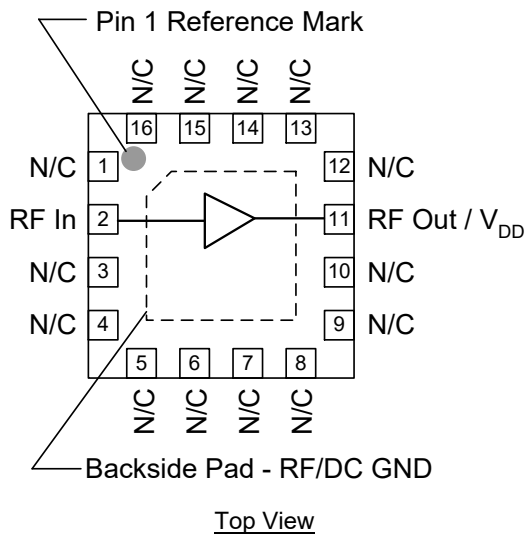 Pin 1 Reference Mark
N/C N/C N/C N/C
16 15 14 13
N/C 1 12 N/C
RF In 2 11 RF Out / VDD
N/C 3 10 N/C
N/C 4 9 N/C
5 6 7 8
N/C N/C N/C N/C
Backside Pad - RF/DC GND
Top View